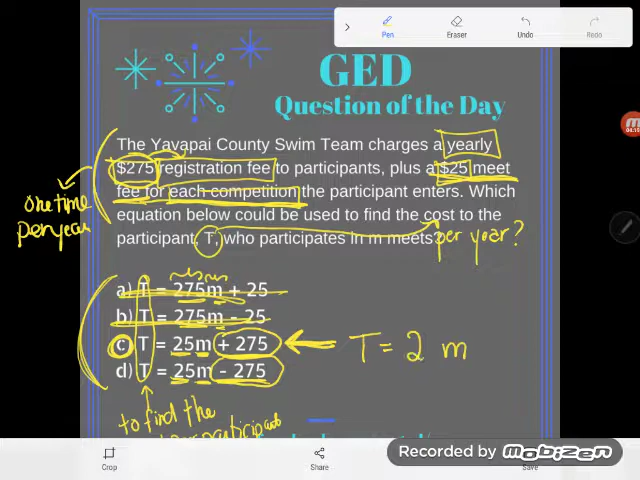 Pen
Eraser
Undo
Redo
GED
Question of the Day
The Yavapai County Swim Team charges a yearly
$275 registration fee to participants, plus a $25 meet
fee for each competition the participant enters. Which
equation below could be used to find the cost to the
participant, T, who participates in m meets per year?
one time
per year
a) T = 275m + 25
b) T = 275m - 25
c) T = 25m + 275
d) T = 25m - 275
T = 2 m
to find the
participant
Crop
Share
Save
Recorded by Mobizen
04:15